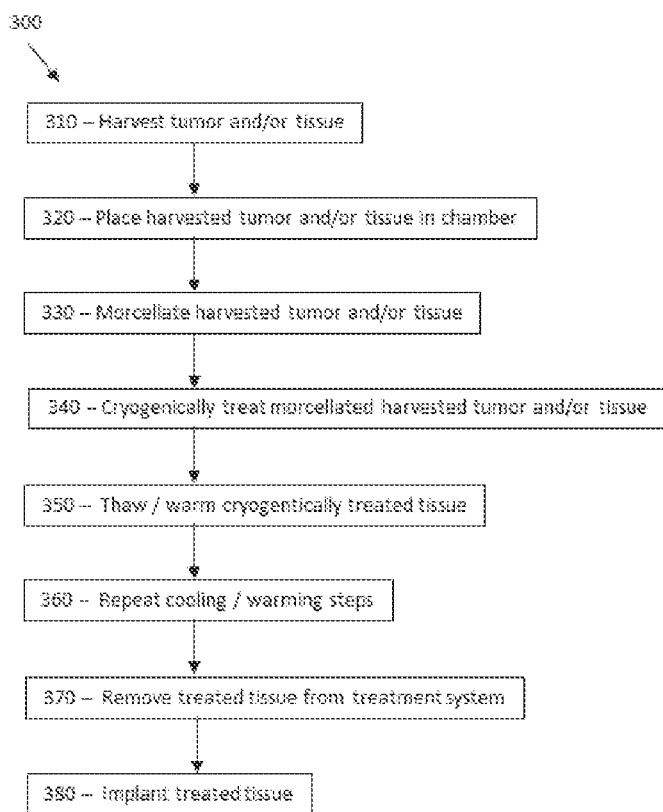 300
310 – Harvest tumor and/or tissue
320 – Place harvested tumor and/or tissue in chamber
330 – Morcellate harvested tumor and/or tissue
340 – Cryogenically treat morcellated harvested tumor and/or tissue
350 – Thaw / warm cryogentically treated tissue
360 – Repeat cooling / warming steps
370 – Remove treated tissue from treatment system
380 – Implant treated tissue